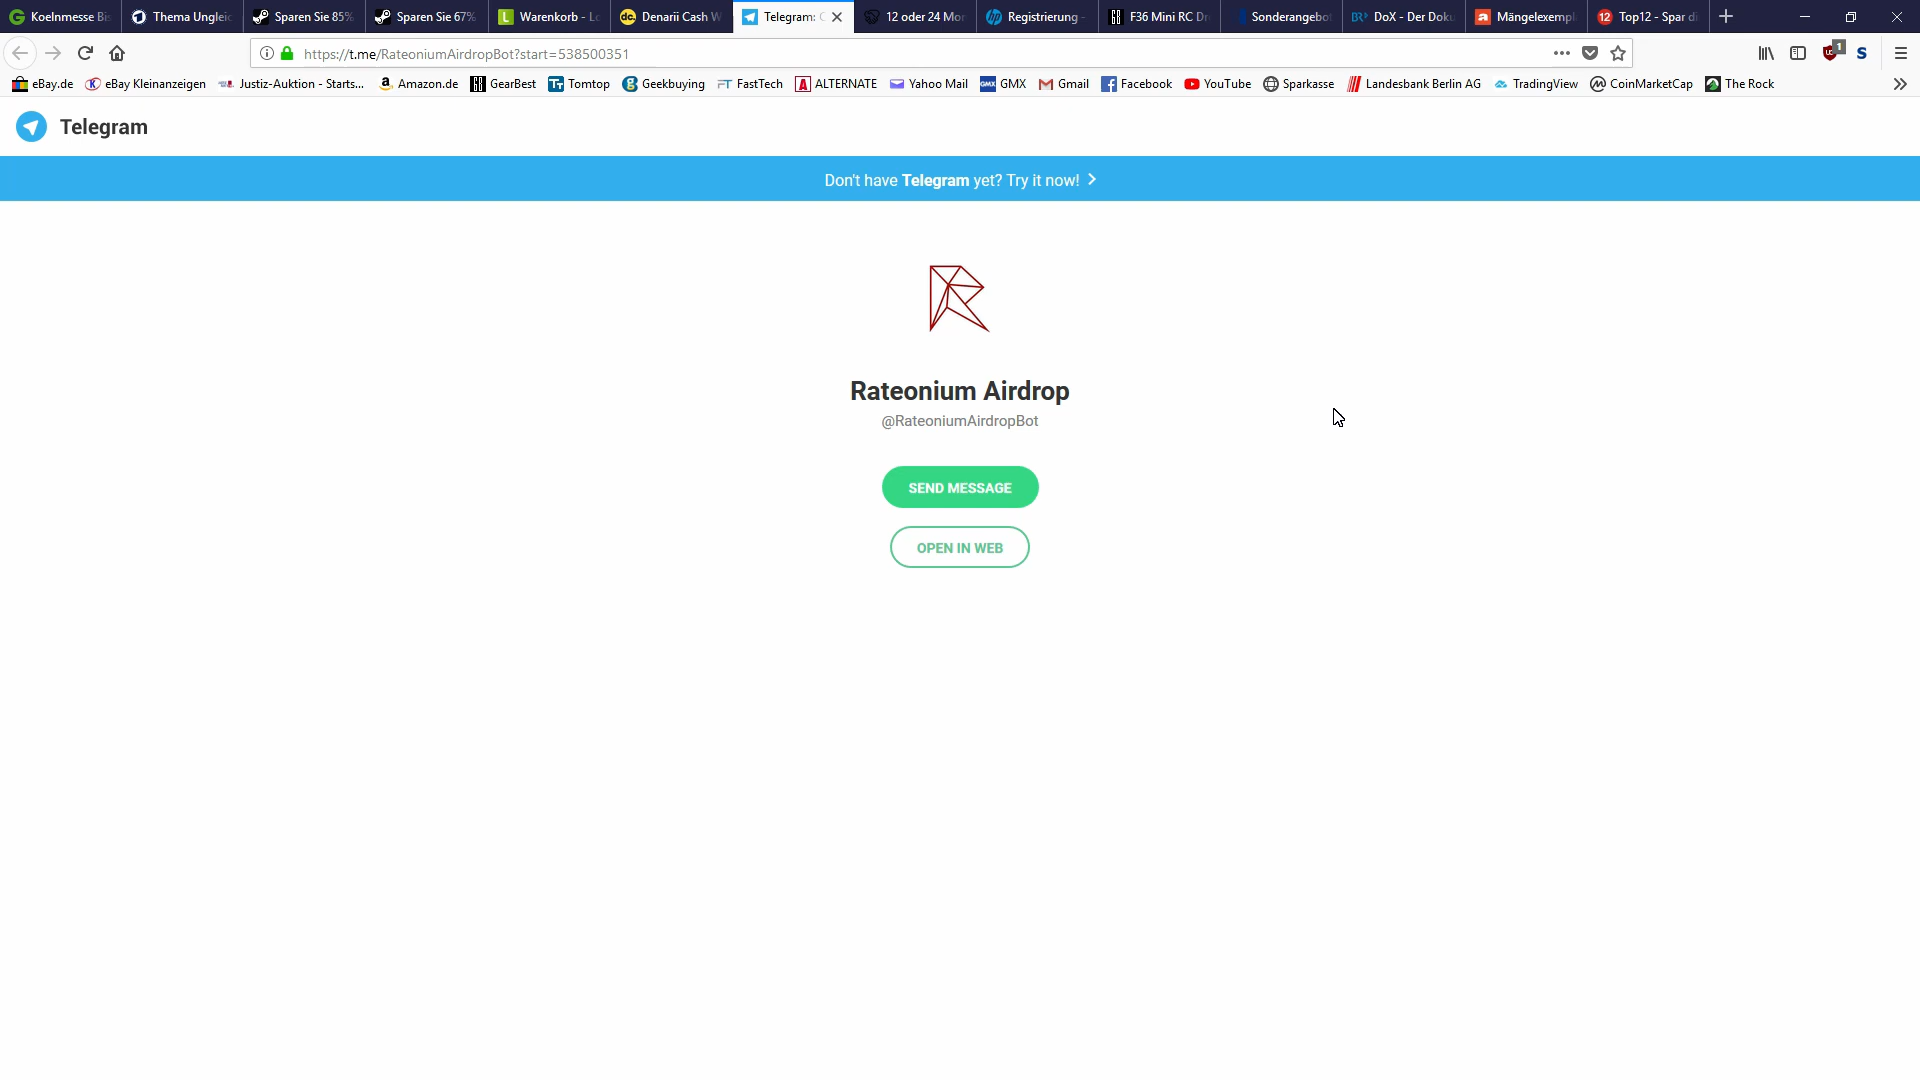 Koelnmesse Bis
Thema Ungleic
Sparen Sie 85%
Sparen Sie 67%
Warenkorb - Lo
Denarii Cash W
Telegram: C
12 oder 24 Mon
Registrierung -
F36 Mini RC Dr
Sonderangebot
DoX - Der Doku
Mängelexempl
Top12 - Spar di
https://t.me/RateoniumAirdropBot?start=538500351
1
eBay.de
eBay Kleinanzeigen
Justiz-Auktion - Starts...
Amazon.de
GearBest
Tomtop
Geekbuying
FastTech
ALTERNATE
Yahoo Mail
GMX
Gmail
Facebook
YouTube
Sparkasse
Landesbank Berlin AG
TradingView
CoinMarketCap
The Rock
Telegram
Don't have Telegram yet? Try it now!
Rateonium Airdrop
@RateoniumAirdropBot
SEND MESSAGE
OPEN IN WEB